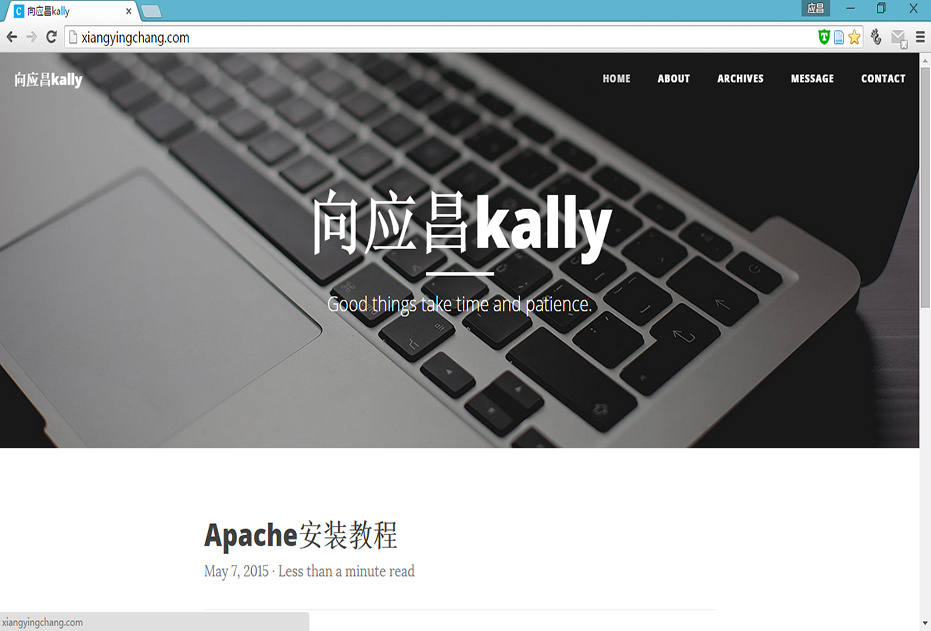 向应昌kally
应昌
xiangyingchang.com
向应昌kally
HOME ABOUT ARCHIVES MESSAGE CONTACT
向应昌kally
Good things take time and patience.
Apache安装教程
May 7, 2015 · Less than a minute read
xiangyingchang.com